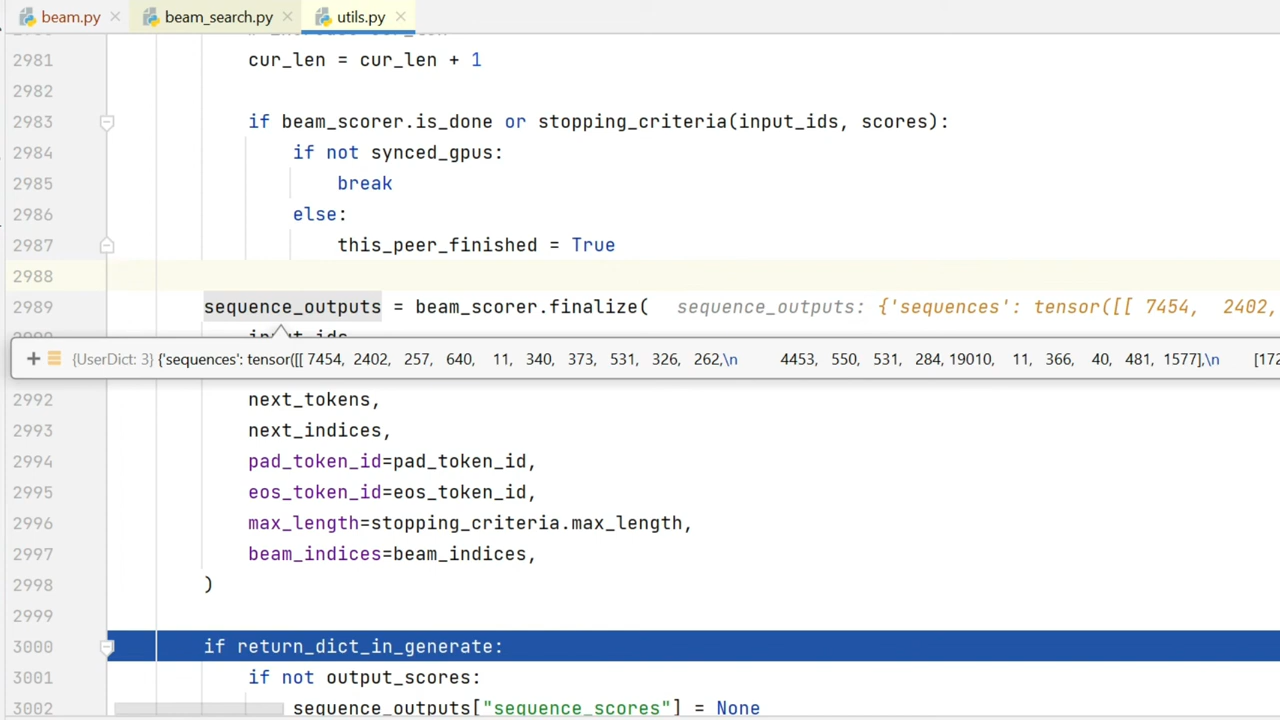 beam.py
beam_search.py
utils.py
2981 cur_len = cur_len + 1
2982
2983 if beam_scorer.is_done or stopping_criteria(input_ids, scores):
2984 if not synced_gpus:
2985 break
2986 else:
2987 this_peer_finished = True
2988
2989 sequence_outputs = beam_scorer.finalize( sequence_outputs: {'sequences': tensor([[ 7454, 2402,
{UserDict: 3} {'sequences': tensor([[ 7454, 2402, 257, 640, 11, 340, 373, 531, 326, 262,\n 4453, 550, 531, 284, 19010, 11, 366, 40, 481, 1577],\n [172
2992 next_tokens,
2993 next_indices,
2994 pad_token_id=pad_token_id,
2995 eos_token_id=eos_token_id,
2996 max_length=stopping_criteria.max_length,
2997 beam_indices=beam_indices,
2998 )
2999
3000 if return_dict_in_generate:
3001 if not output_scores:
3002 sequence_outputs["sequence_scores"] = None